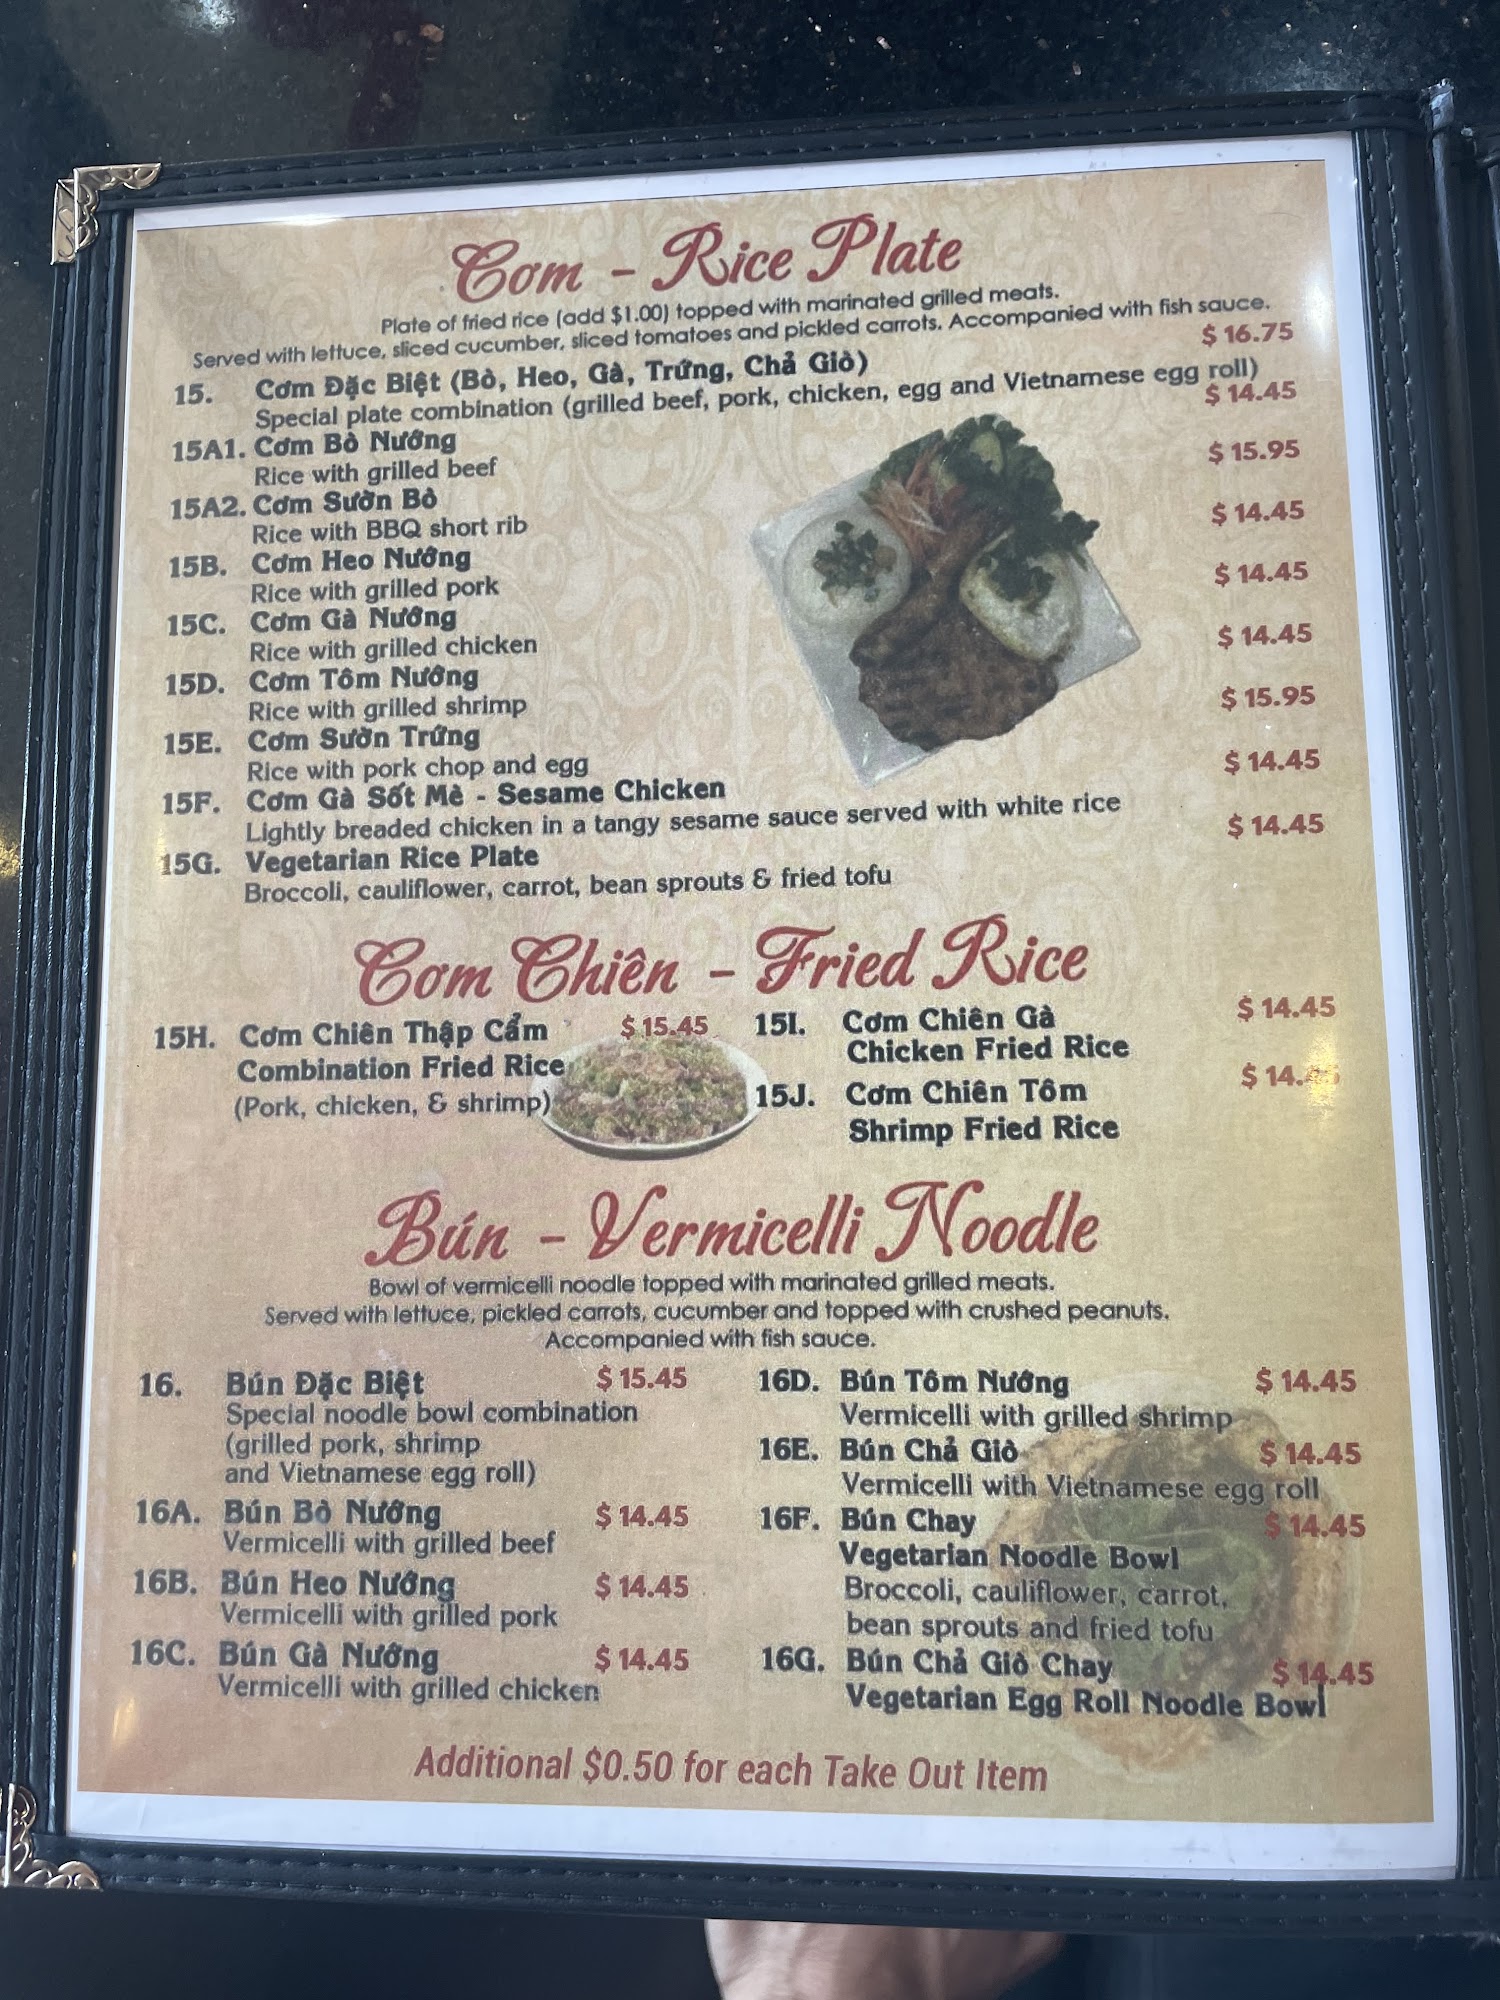 Cơm - Rice Plate
Plate of fried rice (add $1.00) topped with marinated grilled meats.
Served with lettuce, sliced cucumber, sliced tomatoes and pickled carrots. Accompanied with fish sauce.
15. Cơm Đặc Biệt (Bò, Heo, Gà, Trứng, Chả Giò) $ 16.75
Special plate combination (grilled beef, pork, chicken, egg and Vietnamese egg roll)
15A1. Cơm Bò Nướng $ 14.45
Rice with grilled beef
15A2. Cơm Sườn Bò $ 15.95
Rice with BBQ short rib
15B. Cơm Heo Nướng $ 14.45
Rice with grilled pork
15C. Cơm Gà Nướng $ 14.45
Rice with grilled chicken
15D. Cơm Tôm Nướng $ 14.45
Rice with grilled shrimp
15E. Cơm Sườn Trứng $ 15.95
Rice with pork chop and egg
15F. Cơm Gà Sốt Mè - Sesame Chicken $ 14.45
Lightly breaded chicken in a tangy sesame sauce served with white rice
15G. Vegetarian Rice Plate $ 14.45
Broccoli, cauliflower, carrot, bean sprouts & fried tofu
Cơm Chiên - Fried Rice
15H. Cơm Chiên Thập Cẩm $ 15.45
Combination Fried Rice
(Pork, chicken, & shrimp)
15I. Cơm Chiên Gà $ 14.45
Chicken Fried Rice
15J. Cơm Chiên Tôm
Shrimp Fried Rice
Bún - Vermicelli Noodle
Bowl of vermicelli noodle topped with marinated grilled meats.
Served with lettuce, pickled carrots, cucumber and topped with crushed peanuts.
Accompanied with fish sauce.
16. Bún Đặc Biệt $ 15.45
Special noodle bowl combination
(grilled pork, shrimp
and Vietnamese egg roll)
16A. Bún Bò Nướng $ 14.45
Vermicelli with grilled beef
16B. Bún Heo Nướng $ 14.45
Vermicelli with grilled pork
16C. Bún Gà Nướng $ 14.45
Vermicelli with grilled chicken
16D. Bún Tôm Nướng $ 14.45
Vermicelli with grilled shrimp
16E. Bún Chả Giò $ 14.45
Vermicelli with Vietnamese egg roll
16F. Bún Chay $ 14.45
Vegetarian Noodle Bowl
Broccoli, cauliflower, carrot,
bean sprouts and fried tofu
16G. Bún Chả Giò Chay $ 14.45
Vegetarian Egg Roll Noodle Bowl
Additional $0.50 for each Take Out Item